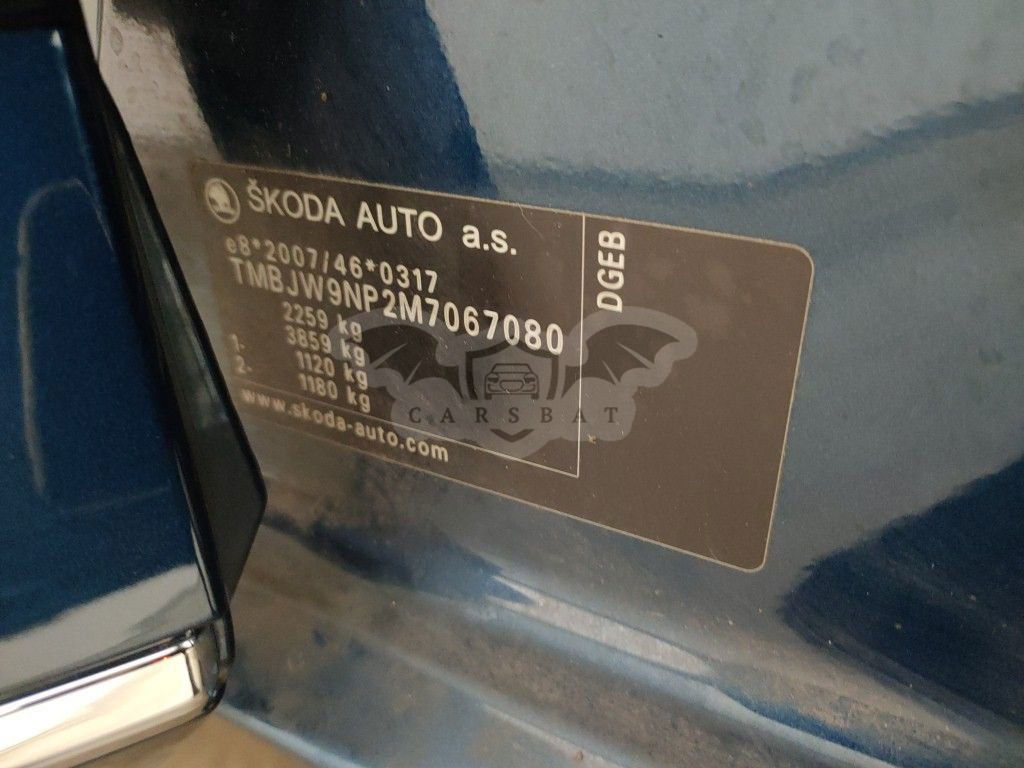 ŠKODA AUTO a.s.
e8*2007/46*0317
TMBJW9NP2M7067080
2259 kg
3859 kg
1- 1120 kg
2- 1180 kg
www.skoda-auto.com
DGEB
CARSBAT